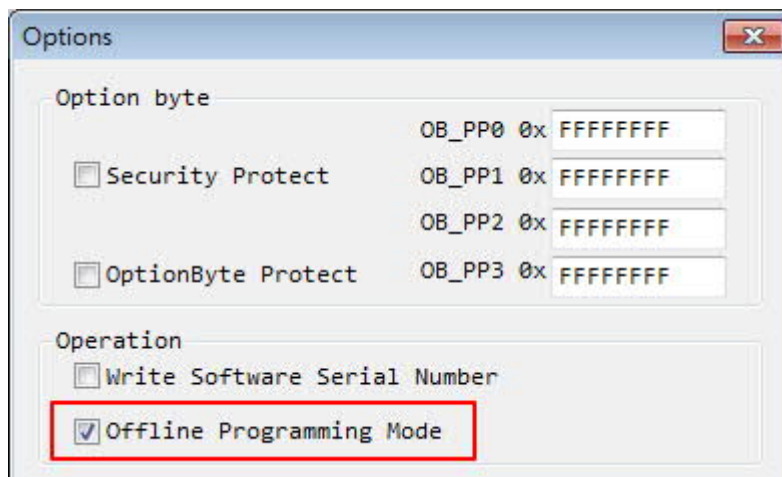 Options
Option byte
OB_PP0 0x FFFFFFFF
Security Protect OB_PP1 0x FFFFFFFF
OB_PP2 0x FFFFFFFF
OptionByte Protect OB_PP3 0x FFFFFFFF
Operation
Write Software Serial Number
Offline Programming Mode